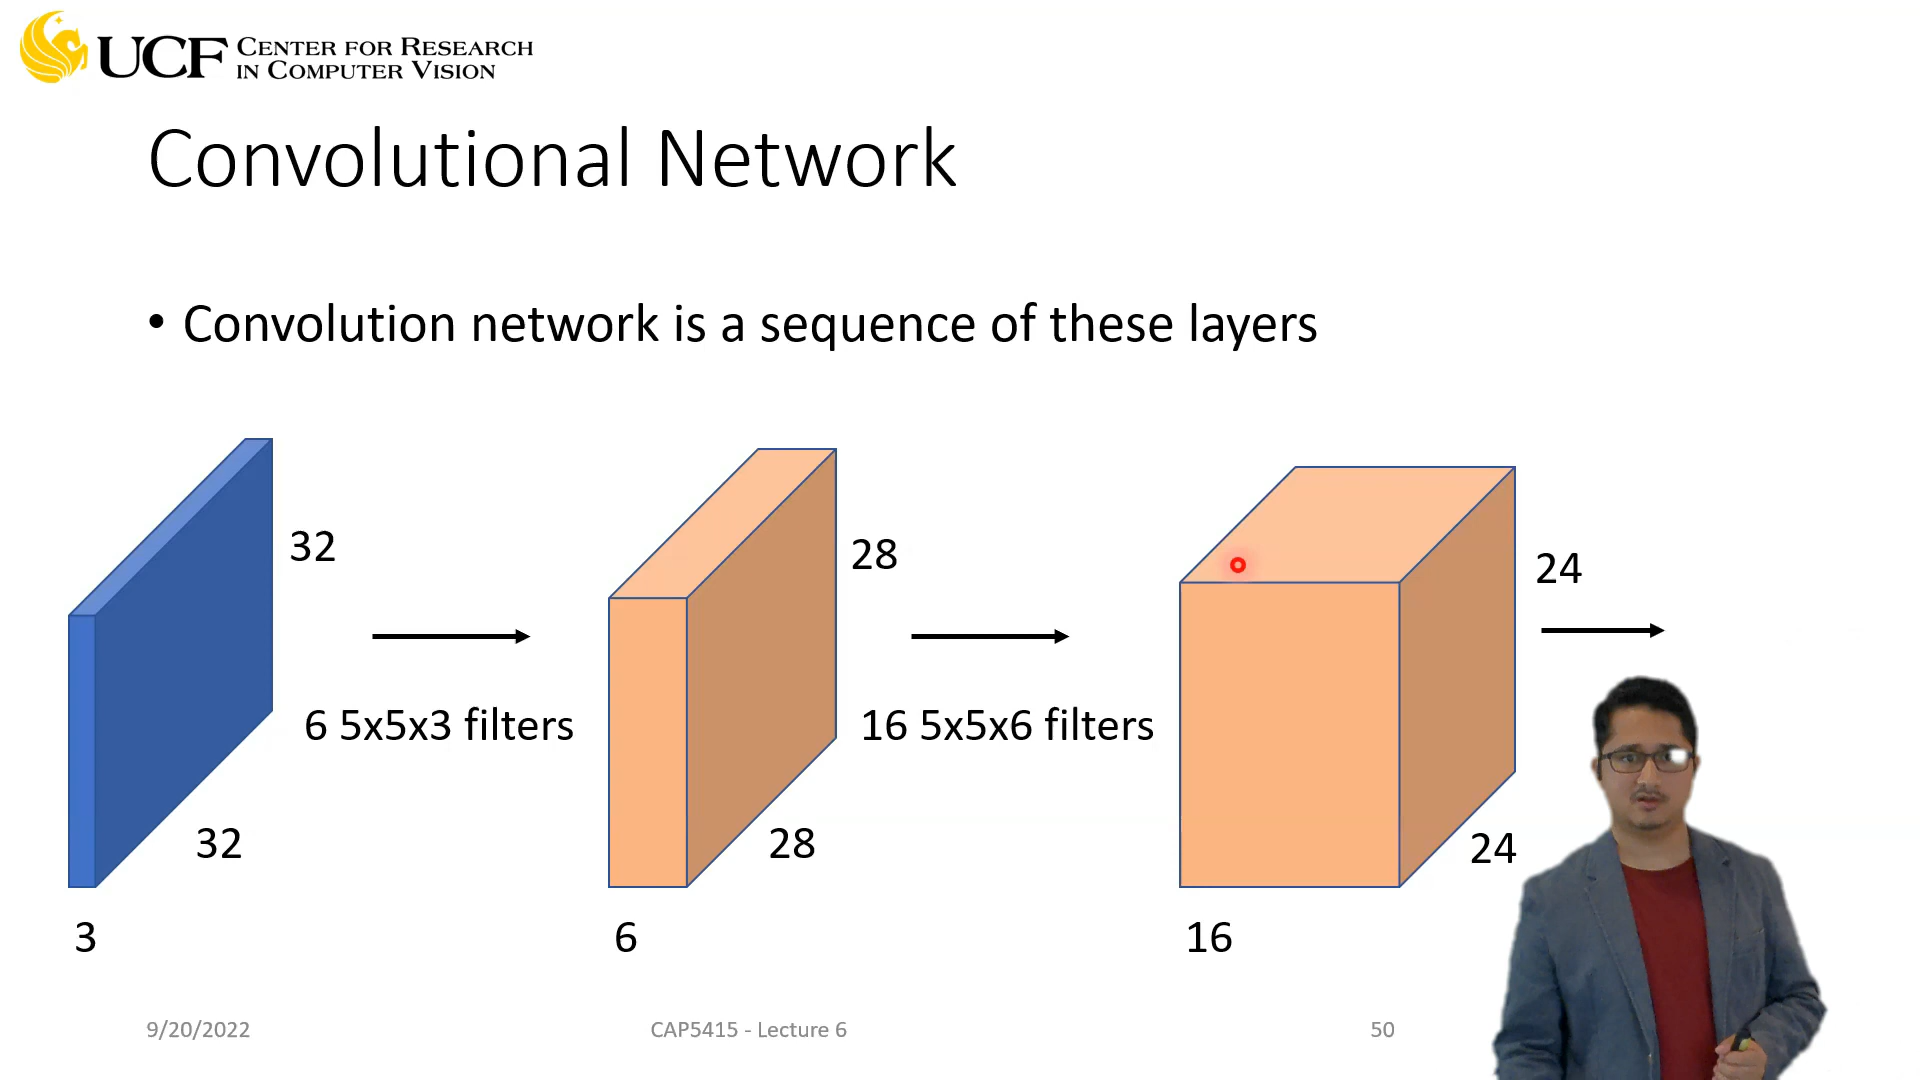 UCF CENTER FOR RESEARCH
IN COMPUTER VISION
Convolutional Network
• Convolution network is a sequence of these layers
32
28
24
6 5x5x3 filters
16 5x5x6 filters
32
28
24
3
6
16
9/20/2022
CAP5415 - Lecture 6
50